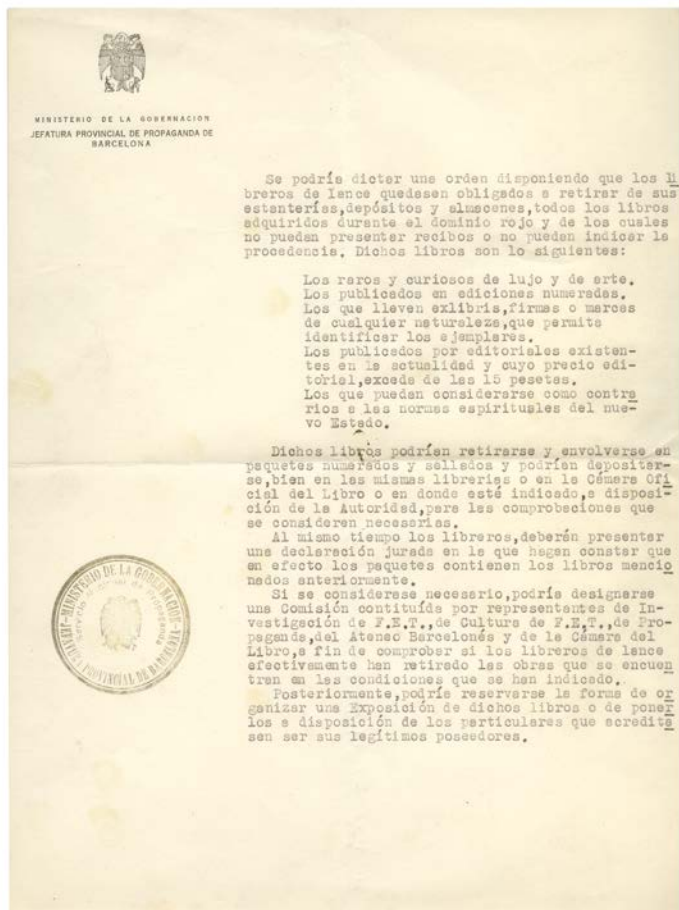 MINISTERIO DE LA GOBERNACION
JEFATURA PROVINCIAL DE PROPAGANDA DE
BARCELONA
Se podría dictar una orden disponiendo que los li
breros de lance quedasen obligados a retirar de sus
estanterías,depósitos y almacenes,todos los libros
adquiridos durante el dominio rojo y de los cuales
no puedan presentar recibos o no puedan indicar la
procedencia. Dichos libros son lo siguientes:
Los raros y curiosos de lujo y de arte.
Los publicados en ediciones numeradas.
Los que lleven exlibris,firmas o marcas
de cualquier naturaleza,que permita
identificar los ejemplares.
Los publicados por editoriales existen-
tes en la actualidad y cuyo precio edi-
torial,exceda de las 15 pesetas.
Los que puedan considerarse como contra
rios a las normas espirituales del nue-
vo Estado.
Dichos libros podrían retirarse y envolverse en
paquetes numerados y sellados y podrían depositar-
se,bien en las mismas librerias o en la Cámara Ofi
cial del Libro o en donde esté indicado,a disposi-
ción de la Autoridad,para las comprobaciones que
se consideren necesarias.
Al mismo tiempo los libreros,deberán presentar
una declaración jurada en la que hagan constar que
en efecto los paquetes contienen los libros mencio
nados anteriormente.
Si se considerase necesario,podría designarse
una Comisión contituída por representantes de In-
vestigación de F.E.T.,de Cultura de F.E.T.,de Pro-
paganda,del Ateneo Barcelonés y de la Cámara del
Libro,a fin de comprobar si los libreros de lance
efectivamente han retirado las obras que se encuen
tran en las condiciones que se han indicado.
Posteriormente,podría reservarse la forma de or
ganizar una Exposición de dichos libros o de poner
los a disposición de los particulares que acredita
sen ser sus legítimos poseedores.
MINISTERIO DE LA GOBERNACION
JEFATURA PROVINCIAL DE